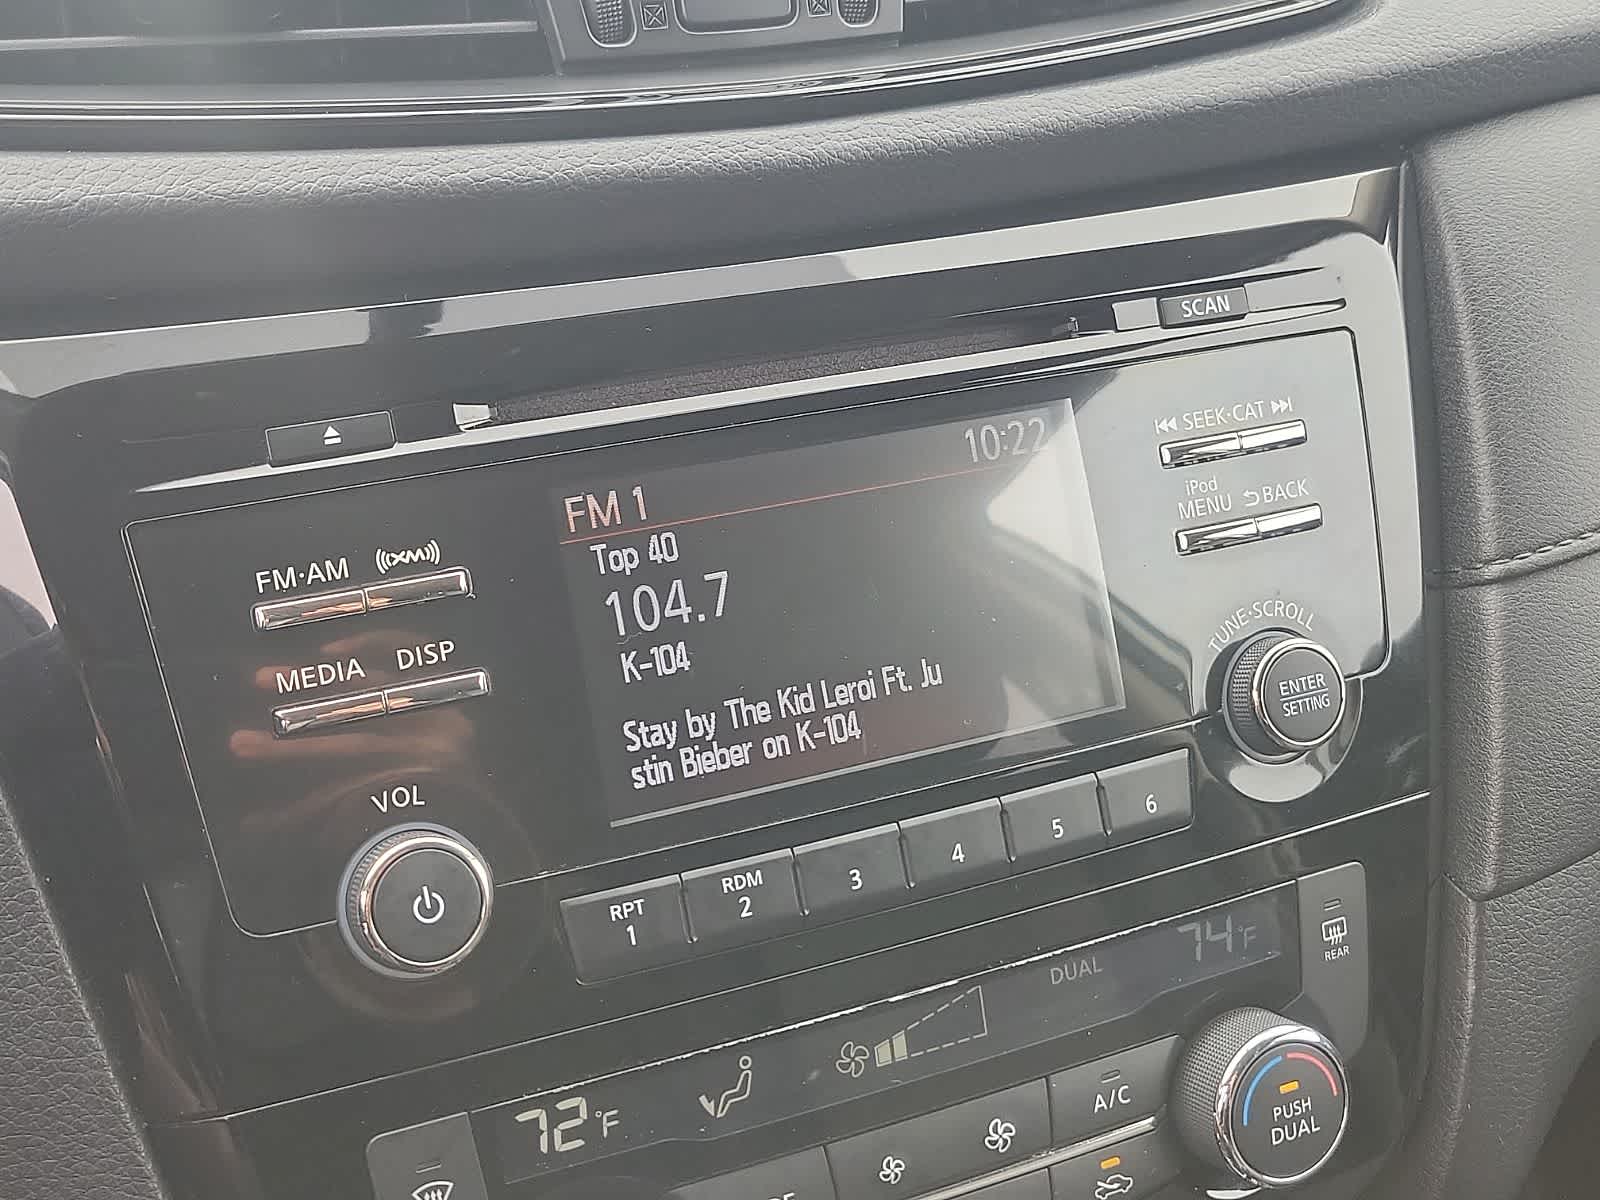 SCAN
SEEK·CAT
10:22
FM 1
iPod
MENU BACK
Top 40
FM·AM XM
104.7
K-104
TUNE·SCROLL
MEDIA DISP
ENTER
SETTING
Stay by The Kid Leroi Ft. Ju
stin Bieber on K-104
VOL
RPT
1
RDM
2
3
4
5
6
74°F
DUAL
REAR
72°F
A/C
PUSH
DUAL